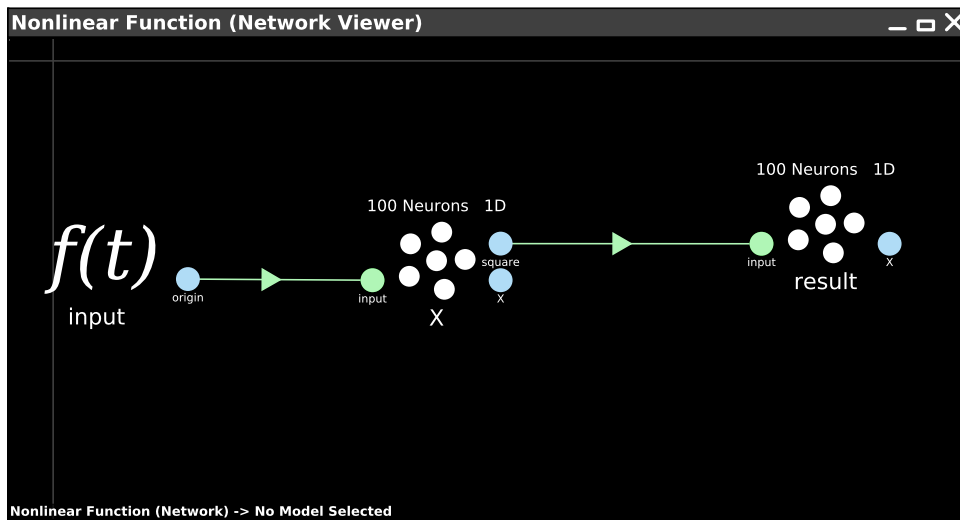 Nonlinear Function (Network Viewer)
100 Neurons 1D
100 Neurons 1D
f(t)
origin
input
input
square
X
X
input
X
result
Nonlinear Function (Network) -> No Model Selected